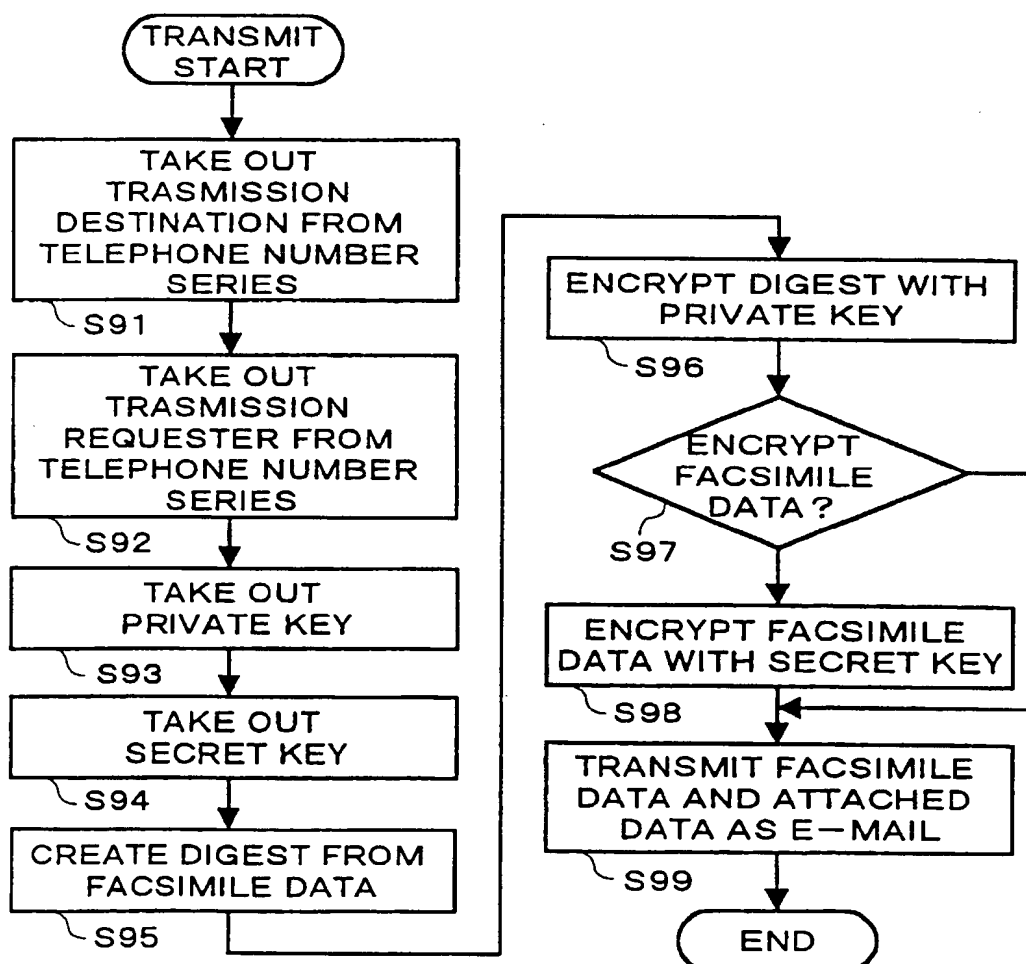 TRANSMIT
START
TAKE OUT
TRASMISSION
DESTINATION FROM
TELEPHONE NUMBER
SERIES
S91
TAKE OUT
TRASMISSION
REQUESTER FROM
TELEPHONE NUMBER
SERIES
S92
TAKE OUT
PRIVATE KEY
S93
TAKE OUT
SECRET KEY
S94
CREATE DIGEST FROM
FACSIMILE DATA
S95
ENCRYPT DIGEST WITH
PRIVATE KEY
S96
ENCRYPT
FACSIMILE
DATA?
S97
ENCRYPT FACSIMILE
DATA WITH SECRET KEY
S98
TRANSMIT FACSIMILE
DATA AND ATTACHED
DATA AS E-MAIL
S99
END